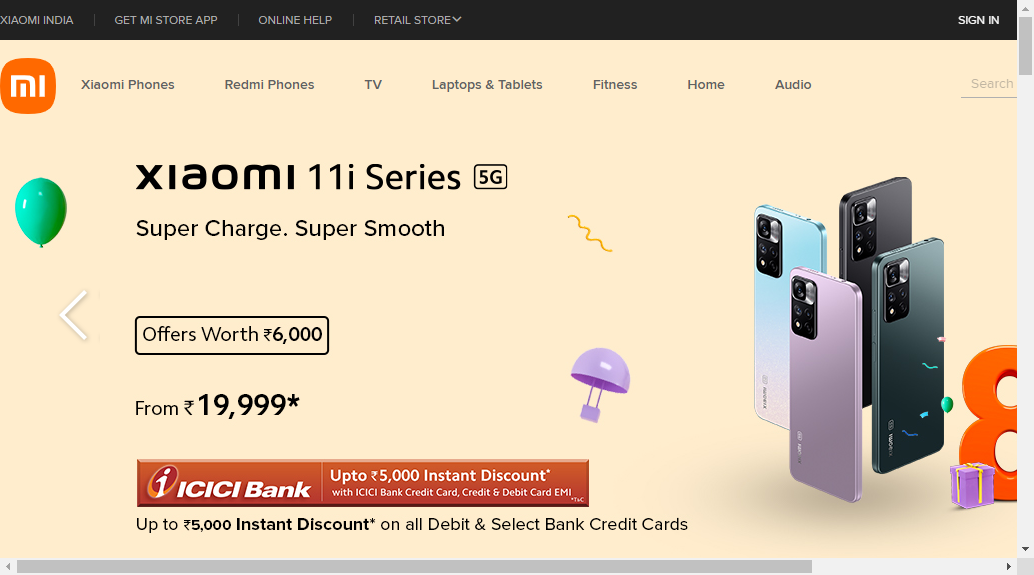 XIAOMI INDIA GET MI STORE APP ONLINE HELP RETAIL STORE SIGN IN
mi Xiaomi Phones Redmi Phones TV Laptops & Tablets Fitness Home Audio Search
XIAOMI 11i Series 5G
Super Charge. Super Smooth
Offers Worth ₹6,000
From ₹19,999*
ICICI Bank Upto ₹5,000 Instant Discount*
with ICICI Bank Credit Card, Credit & Debit Card EMI
*T&C
Up to ₹5,000 Instant Discount* on all Debit & Select Bank Credit Cards
8